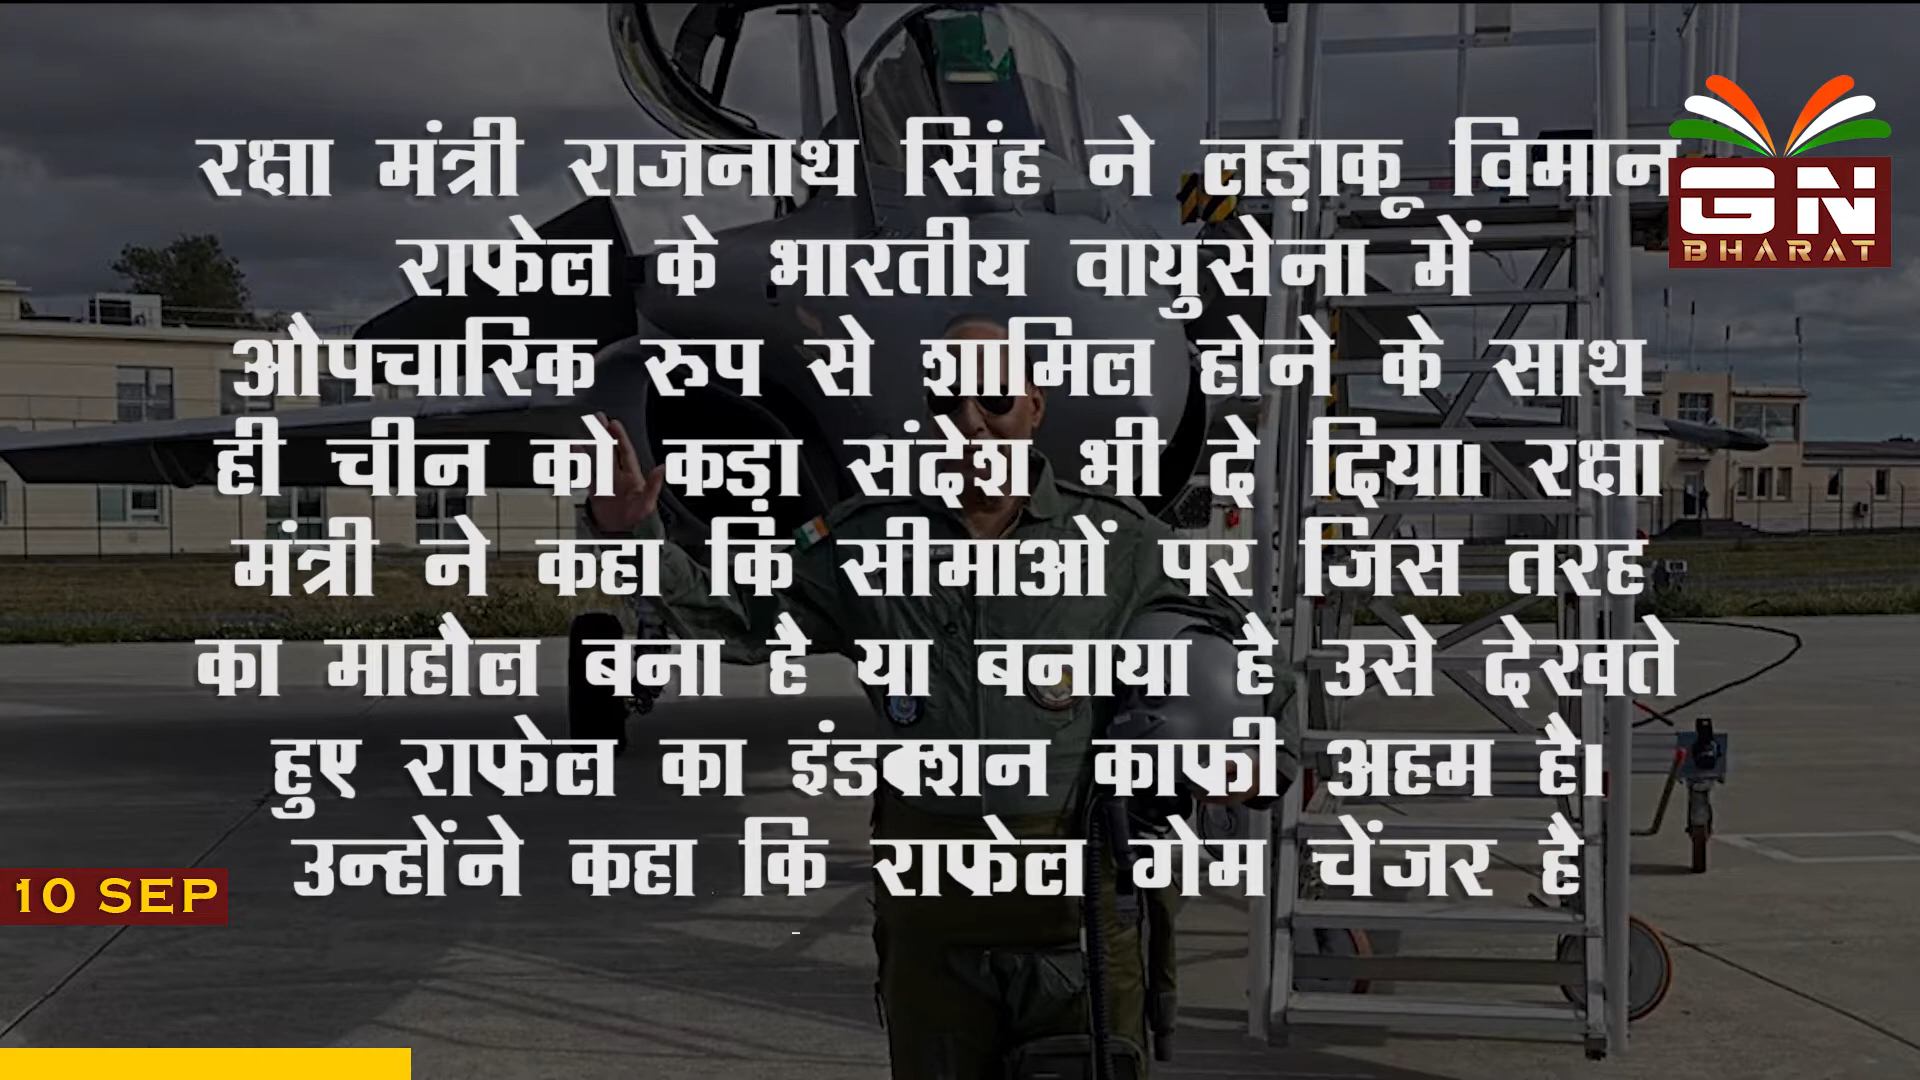 रक्षा मंत्री राजनाथ सिंह ने लड़ाकू विमान
राफेल के भारतीय वायुसेना में
औपचारिक रुप से शामिल होने के साथ
ही चीन को कड़ा संदेश भी दे दिया। रक्षा
मंत्री ने कहा कि सीमाओं पर जिस तरह
का माहौल बना है या बनाया है उसे देखते
हुए राफेल का इंडक्शन काफी अहम है।
उन्होंने कहा कि राफेल गेम चेंजर है
GN
BHARAT
10 SEP